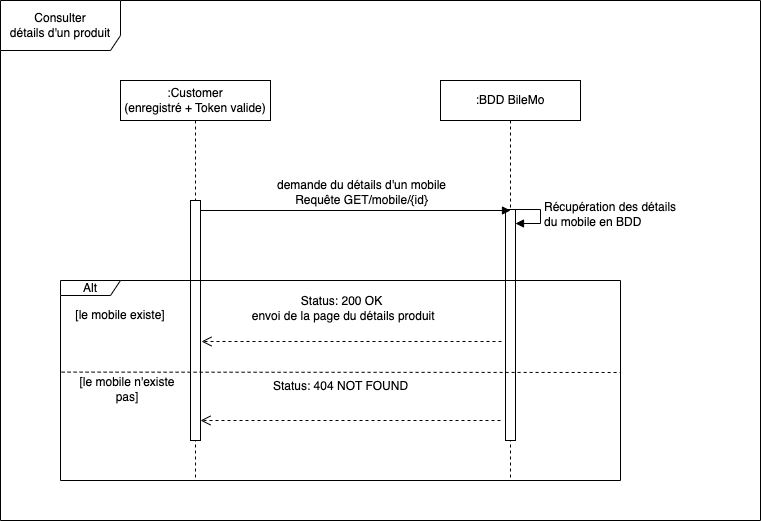 Consulter
détails d'un produit
:Customer
(enregistré + Token valide)
:BDD BileMo
demande du détails d'un mobile
Requête GET/mobile/{id}
Récupération des détails
du mobile en BDD
Alt
[le mobile existe]
Status: 200 OK
envoi de la page du détails produit
[le mobile n'existe
pas]
Status: 404 NOT FOUND